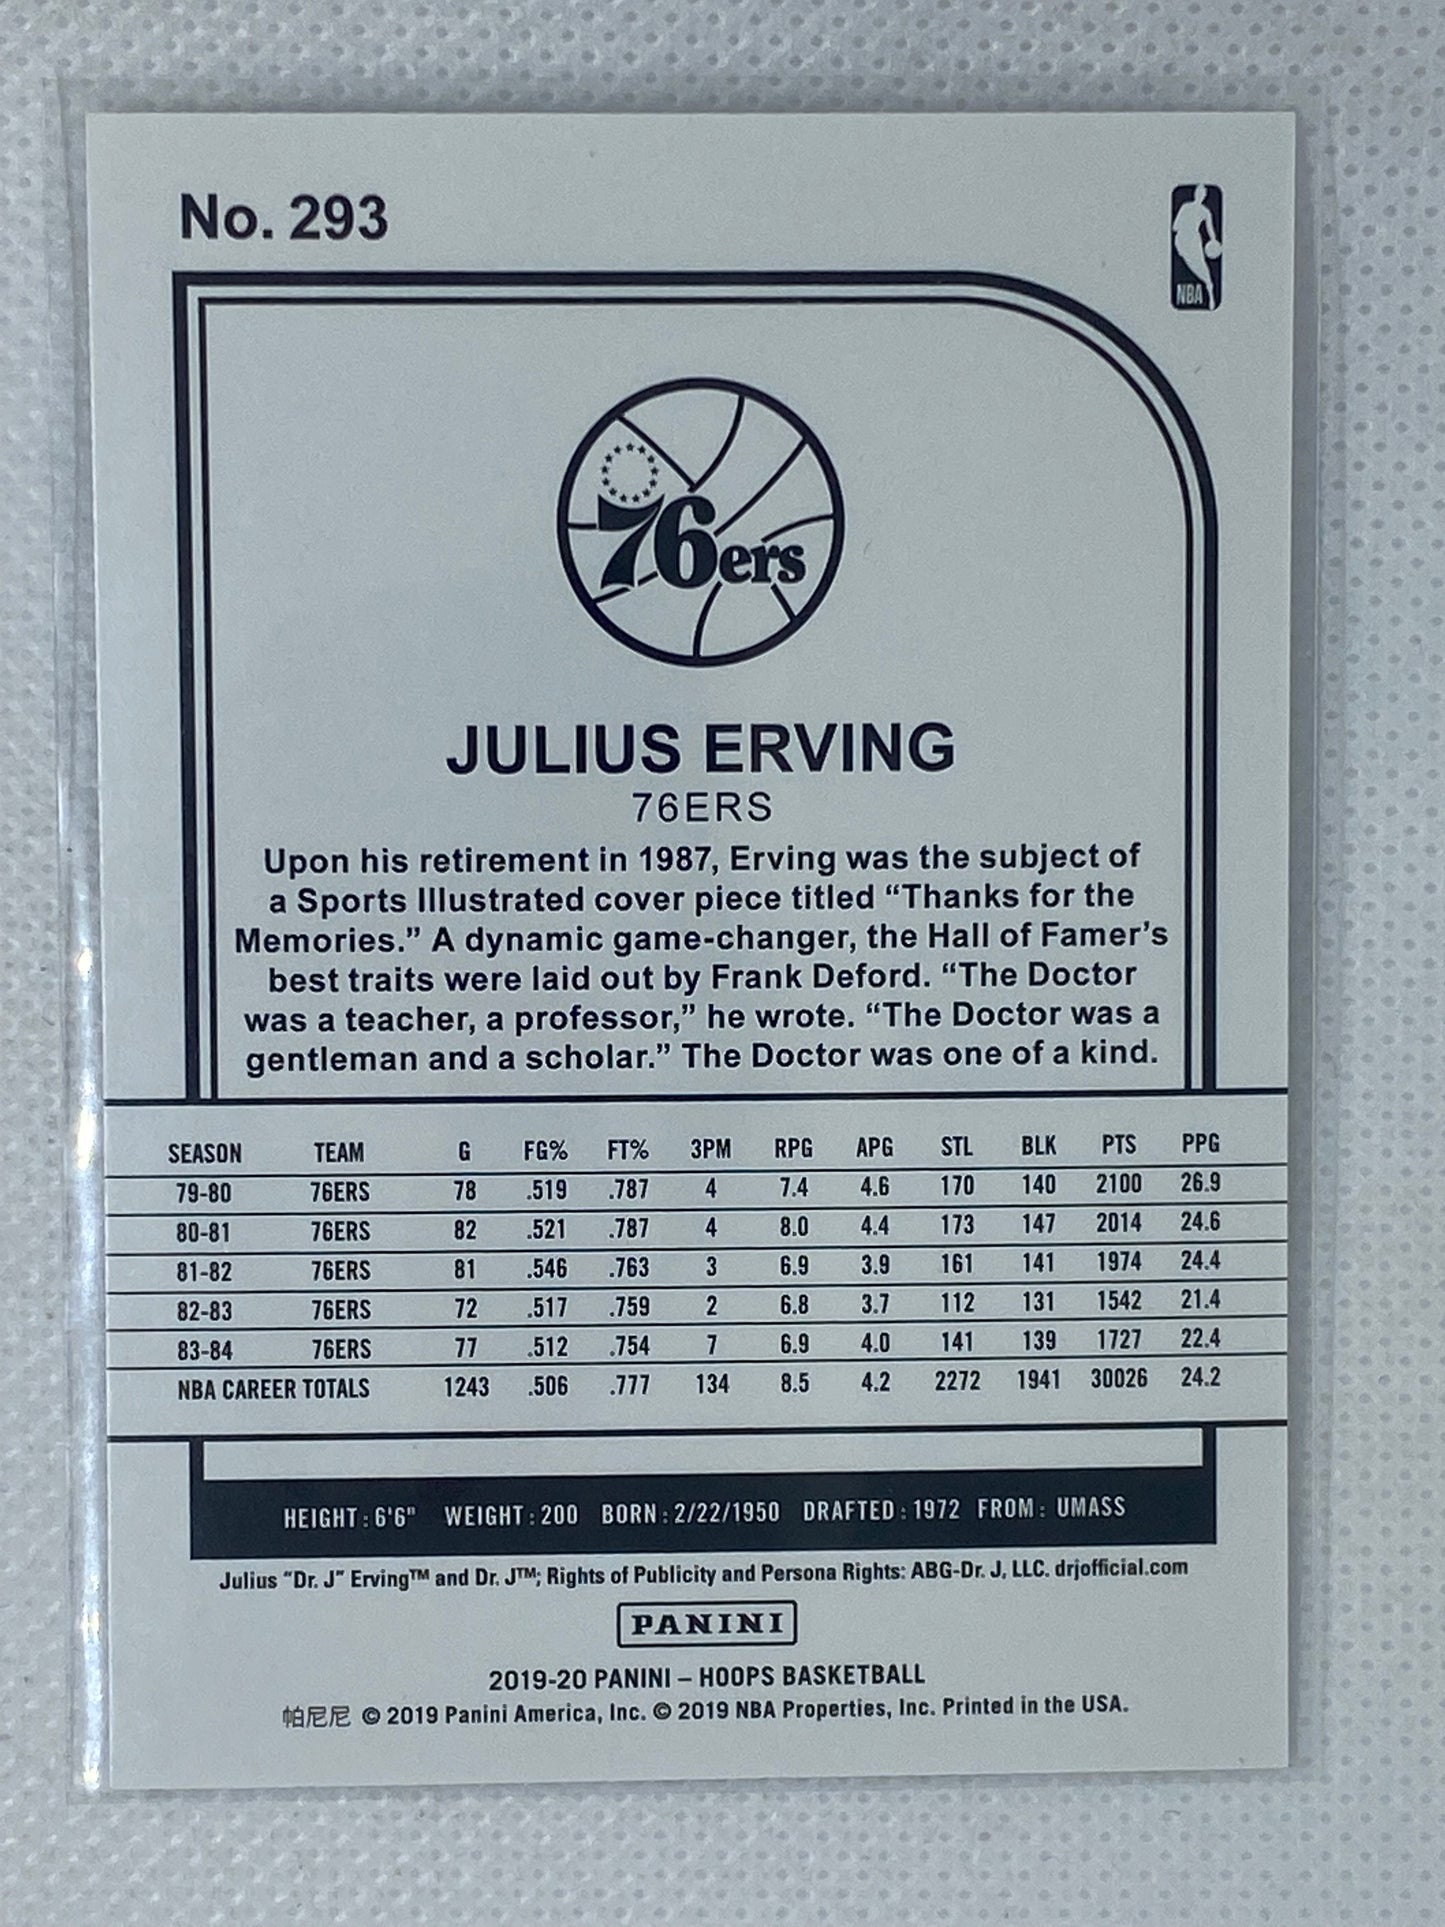 No. 293
NBA
76ers
JULIUS ERVING
76ERS
Upon his retirement in 1987, Erving was the subject of
a Sports Illustrated cover piece titled “Thanks for the
Memories.” A dynamic game-changer, the Hall of Famer’s
best traits were laid out by Frank Deford. “The Doctor
was a teacher, a professor,” he wrote. “The Doctor was a
gentleman and a scholar.” The Doctor was one of a kind.
SEASON TEAM G FG% FT% 3PM RPG APG STL BLK PTS PPG
79-80 76ERS 78 .519 .787 4 7.4 4.6 170 140 2100 26.9
80-81 76ERS 82 .521 .787 4 8.0 4.4 173 147 2014 24.6
81-82 76ERS 81 .546 .763 3 6.9 3.9 161 141 1974 24.4
82-83 76ERS 72 .517 .759 2 6.8 3.7 112 131 1542 21.4
83-84 76ERS 77 .512 .754 7 6.9 4.0 141 139 1727 22.4
NBA CAREER TOTALS 1243 .506 .777 134 8.5 4.2 2272 1941 30026 24.2
HEIGHT: 6'6" WEIGHT: 200 BORN: 2/22/1950 DRAFTED: 1972 FROM: UMASS
Julius “Dr. J” Erving™ and Dr. J™; Rights of Publicity and Persona Rights: ABG-Dr. J, LLC. drjofficial.com
PANINI
2019-20 PANINI – HOOPS BASKETBALL
帕尼尼 © 2019 Panini America, Inc. © 2019 NBA Properties, Inc. Printed in the USA.